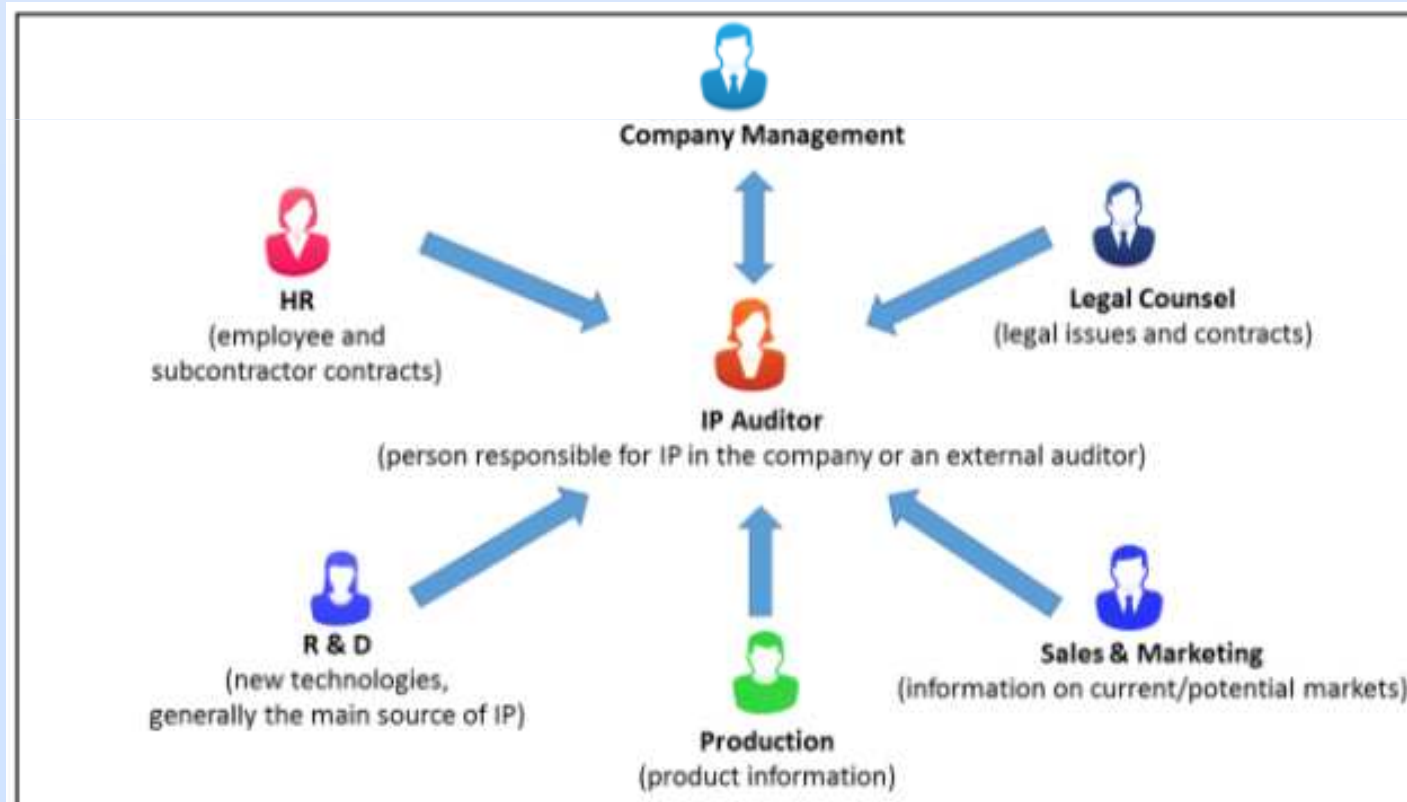 Company Management
HR
(employee and
subcontractor contracts)
Legal Counsel
(legal issues and contracts)
IP Auditor
(person responsible for IP in the company or an external auditor)
R & D
(new technologies,
generally the main source of IP)
Production
(product information)
Sales & Marketing
(information on current/potential markets)